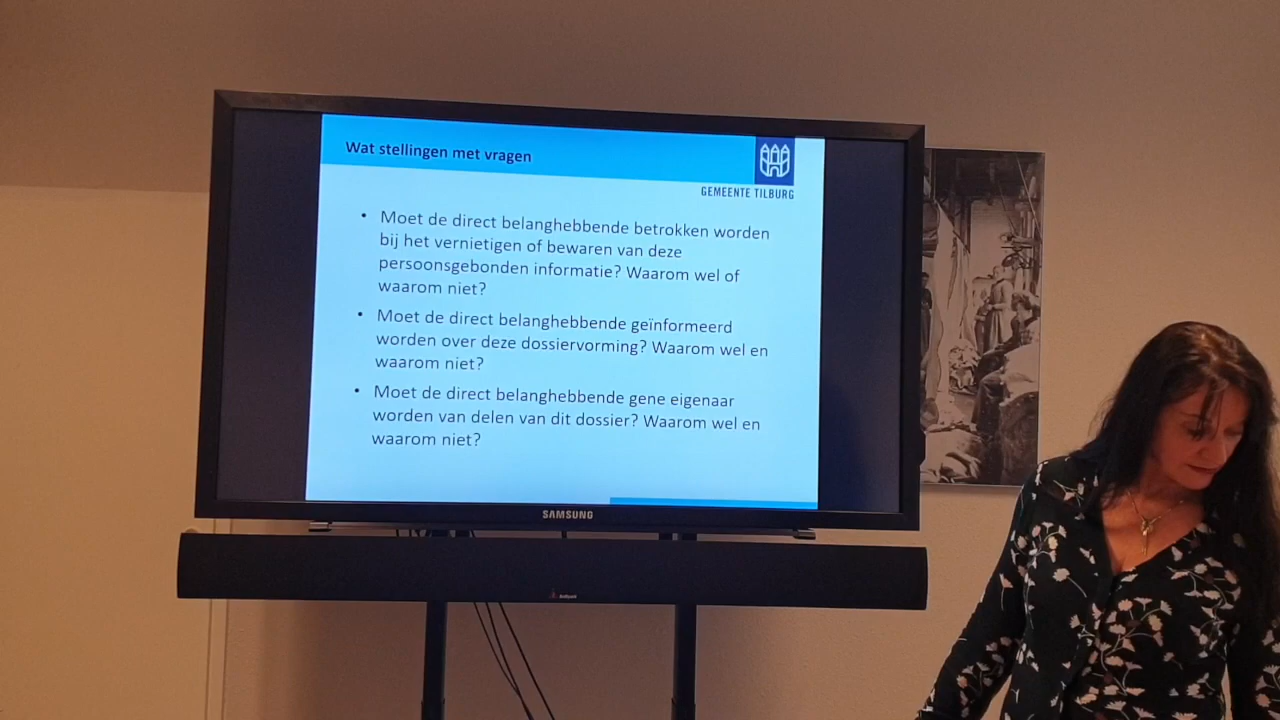 Wat stellingen met vragen
GEMEENTE TILBURG
• Moet de direct belanghebbende betrokken worden
bij het vernietigen of bewaren van deze
persoonsgebonden informatie? Waarom wel of
waarom niet?
• Moet de direct belanghebbende geïnformeerd
worden over deze dossiervorming? Waarom wel en
waarom niet?
• Moet de direct belanghebbende gene eigenaar
worden van delen van dit dossier? Waarom wel en
waarom niet?
SAMSUNG